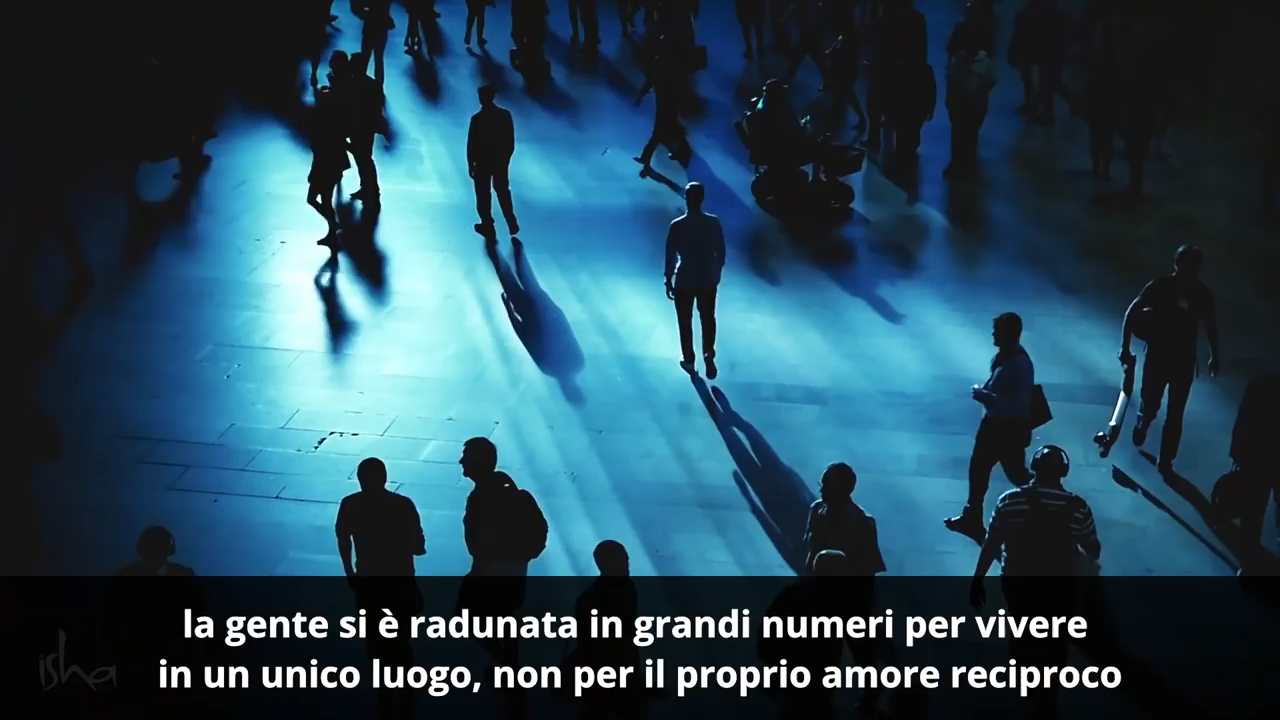 la gente si è radunata in grandi numeri per vivere
in un unico luogo, non per il proprio amore reciproco
isha